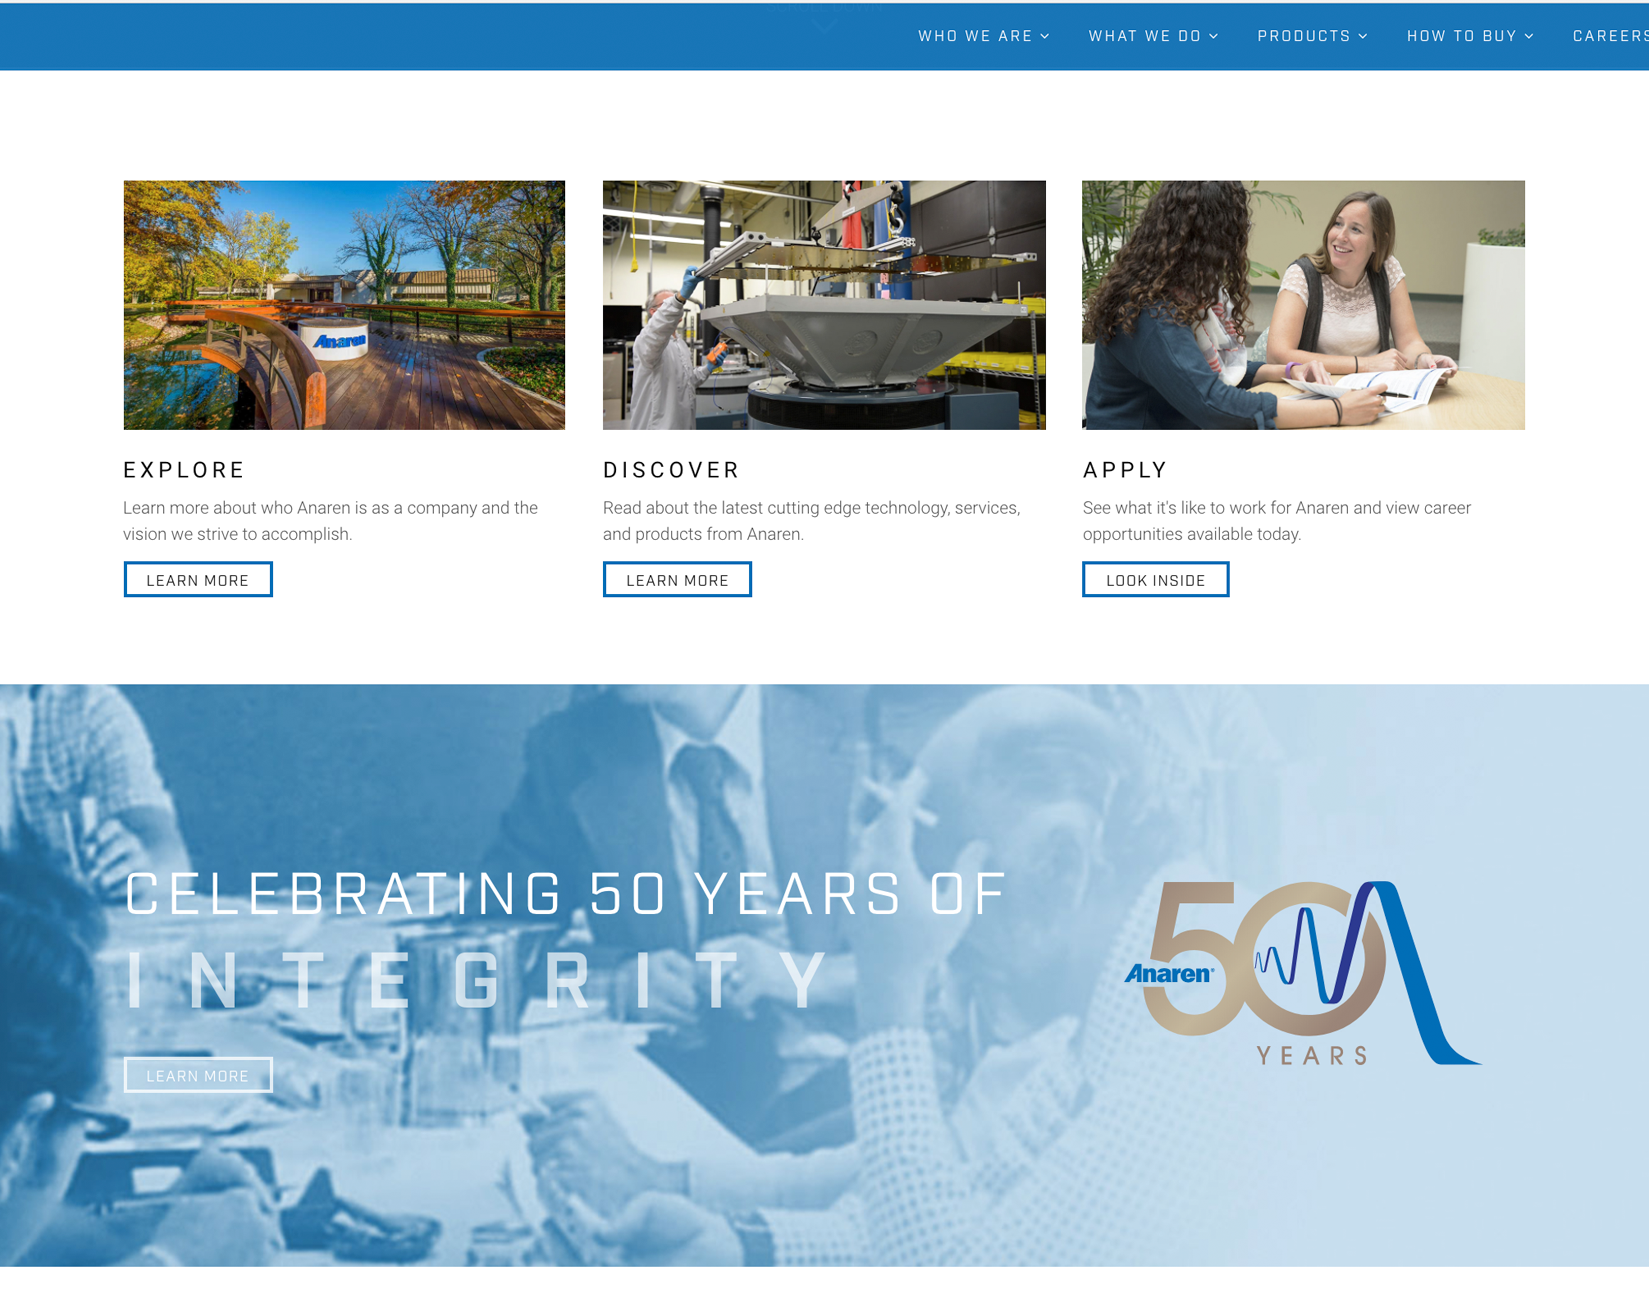 WHO WE ARE WHAT WE DO PRODUCTS HOW TO BUY CAREERS
Anaren
EXPLORE
Learn more about who Anaren is as a company and the
vision we strive to accomplish.
LEARN MORE
DISCOVER
Read about the latest cutting edge technology, services,
and products from Anaren.
LEARN MORE
APPLY
See what it's like to work for Anaren and view career
opportunities available today.
LOOK INSIDE
CELEBRATING 50 YEARS OF
INTEGRITY
LEARN MORE
50
Anaren®
YEARS